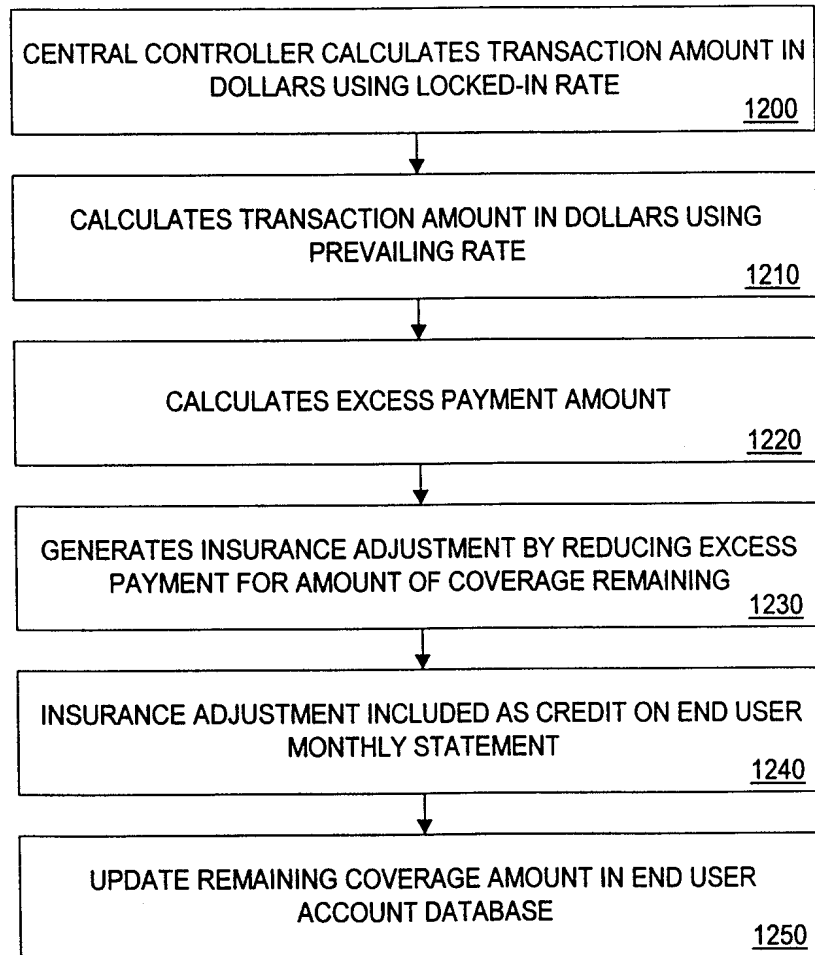 CENTRAL CONTROLLER CALCULATES TRANSACTION AMOUNT IN
DOLLARS USING LOCKED-IN RATE
1200
CALCULATES TRANSACTION AMOUNT IN DOLLARS USING
PREVAILING RATE
1210
CALCULATES EXCESS PAYMENT AMOUNT
1220
GENERATES INSURANCE ADJUSTMENT BY REDUCING EXCESS
PAYMENT FOR AMOUNT OF COVERAGE REMAINING
1230
INSURANCE ADJUSTMENT INCLUDED AS CREDIT ON END USER
MONTHLY STATEMENT
1240
UPDATE REMAINING COVERAGE AMOUNT IN END USER
ACCOUNT DATABASE
1250